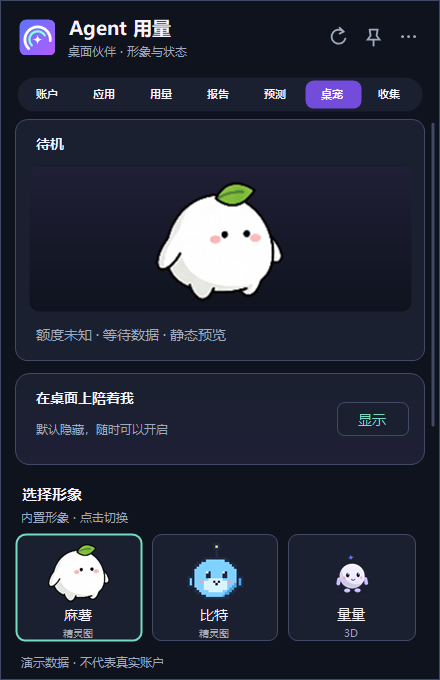 Agent 用量
桌面伙伴 · 形象与状态
账户 应用 用量 报告 预测 桌宠 收集
待机
额度未知 · 等待数据 · 静态预览
在桌面上陪着我
默认隐藏，随时可以开启
显示
选择形象
内置形象 · 点击切换
麻薯 比特 量量
精灵图 精灵图 3D
演示数据 · 不代表真实账户